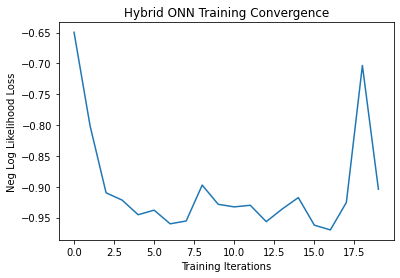 Hybrid ONN Training Convergence
Neg Log Likelihood Loss
−0.65
−0.70
−0.75
−0.80
−0.85
−0.90
−0.95
0.0 2.5 5.0 7.5 10.0 12.5 15.0 17.5
Training Iterations